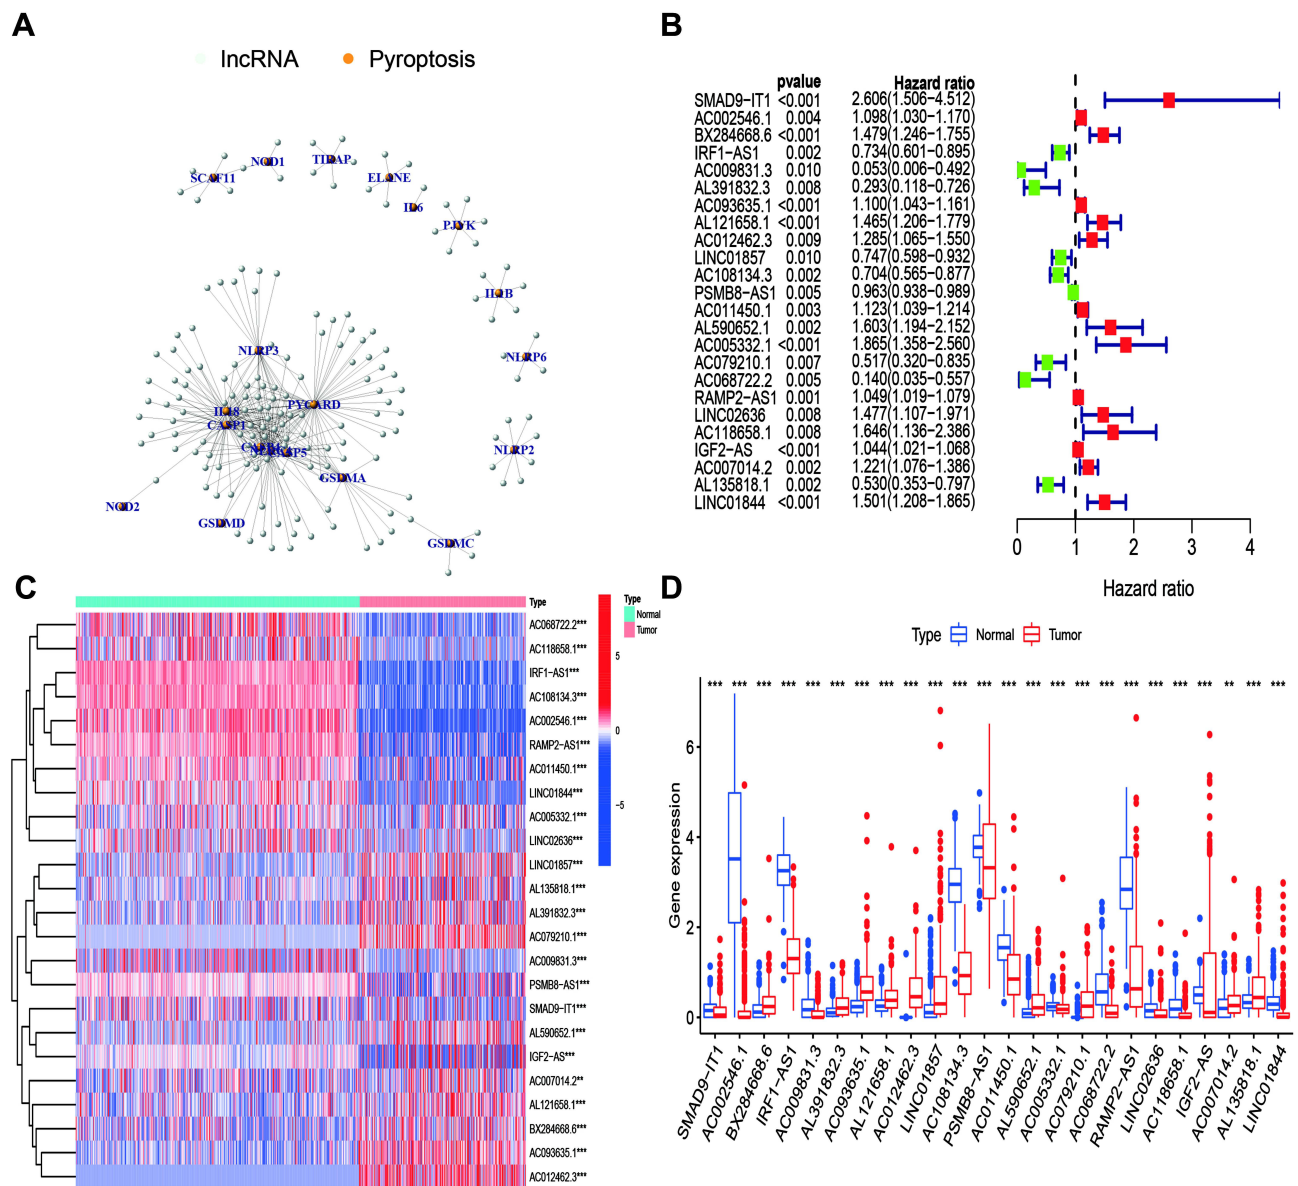 A
lncRNA
Pyroptosis
SCAF11
NOD1
TIRAP
ELANE
IL6
PJVK
IL1B
NLRP6
NLRP2
NLRP3
IL18
PYCARD
CASP1
GSDMA
NOD2
GSDMD
GSDMC
B
pvalue Hazard ratio
SMAD9−IT1 <0.001 2.606(1.506−4.512)
AC002546.1 0.004 1.098(1.030−1.170)
BX284668.6 <0.001 1.479(1.246−1.755)
IRF1−AS1 0.002 0.734(0.601−0.895)
AC009831.3 0.010 0.053(0.006−0.492)
AL391832.3 0.008 0.293(0.118−0.726)
AC093635.1 <0.001 1.100(1.043−1.161)
AL121658.1 <0.001 1.465(1.206−1.779)
AC012462.3 0.009 1.285(1.065−1.550)
LINC01857 0.010 0.747(0.598−0.932)
AC108134.3 0.002 0.704(0.565−0.877)
PSMB8−AS1 0.005 0.963(0.938−0.989)
AC011450.1 0.003 1.123(1.039−1.214)
AL590652.1 0.002 1.603(1.194−2.152)
AC005332.1 <0.001 1.865(1.358−2.560)
AC079210.1 0.007 0.517(0.320−0.835)
AC068722.2 0.005 0.140(0.035−0.557)
RAMP2−AS1 0.001 1.049(1.019−1.079)
LINC02636 0.008 1.477(1.107−1.971)
AC118658.1 0.008 1.646(1.136−2.386)
IGF2−AS <0.001 1.044(1.021−1.068)
AC007014.2 0.002 1.221(1.076−1.386)
AL135818.1 0.002 0.530(0.353−0.797)
LINC01844 <0.001 1.501(1.208−1.865)
0 1 2 3 4
Hazard ratio
C
Type
AC068722.2***
AC118658.1***
IRF1−AS1***
AC108134.3***
AC002546.1***
RAMP2−AS1***
AC011450.1***
LINC01844***
AC005332.1***
LINC02636***
LINC01857***
AL135818.1***
AL391832.3***
AC079210.1***
AC009831.3***
PSMB8−AS1***
SMAD9−IT1***
AL590652.1***
IGF2−AS***
AC007014.2**
AL121658.1***
BX284668.6***
AC093635.1***
AC012462.3***
5
0
−5
Type
Normal
Tumor
D
Type Normal Tumor
*** *** *** *** *** *** *** *** *** *** *** *** *** *** *** *** *** *** *** *** *** ** *** ***
Gene expression
6
4
2
0
SMAD9−IT1
AC002546.1
BX284668.6
IRF1−AS1
AC009831.3
AL391832.3
AC093635.1
AL121658.1
AC012462.3
LINC01857
AC108134.3
PSMB8−AS1
AC011450.1
AL590652.1
AC005332.1
AC079210.1
AC068722.2
RAMP2−AS1
LINC02636
AC118658.1
IGF2−AS
AC007014.2
AL135818.1
LINC01844